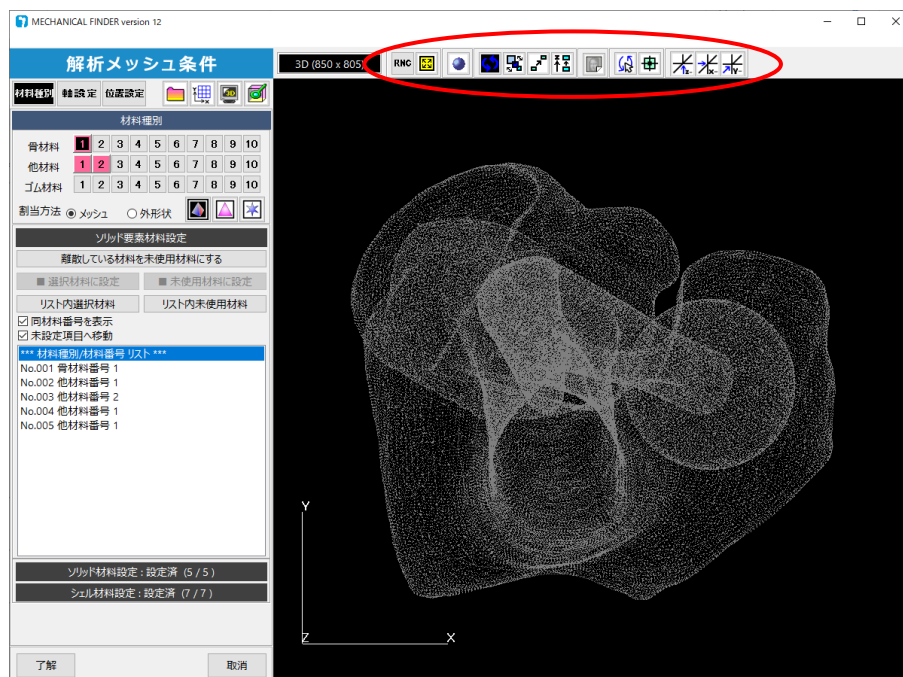 MECHANICAL FINDER version 12
解析メッシュ条件
3D (850 x 805)
RNC
材料種別 軸設定 位置設定
3D
材料種別
骨材料 1 2 3 4 5 6 7 8 9 10
他材料 1 2 3 4 5 6 7 8 9 10
ゴム材料 1 2 3 4 5 6 7 8 9 10
割当方法 メッシュ 外形状
ソリッド要素材料設定
離散している材料を未使用材料にする
■ 選択材料に設定 ■ 未使用材料に設定
リスト内選択材料 リスト内未使用材料
同材料番号を表示
未設定項目へ移動
*** 材料種別/材料番号 リスト ***
No.001 骨材料番号 1
No.002 他材料番号 1
No.003 他材料番号 2
No.004 他材料番号 1
No.005 他材料番号 1
Y
Z
X
ソリッド材料設定 : 設定済 (5 / 5 )
シェル材料設定 : 設定済 (7 / 7 )
了解 取消